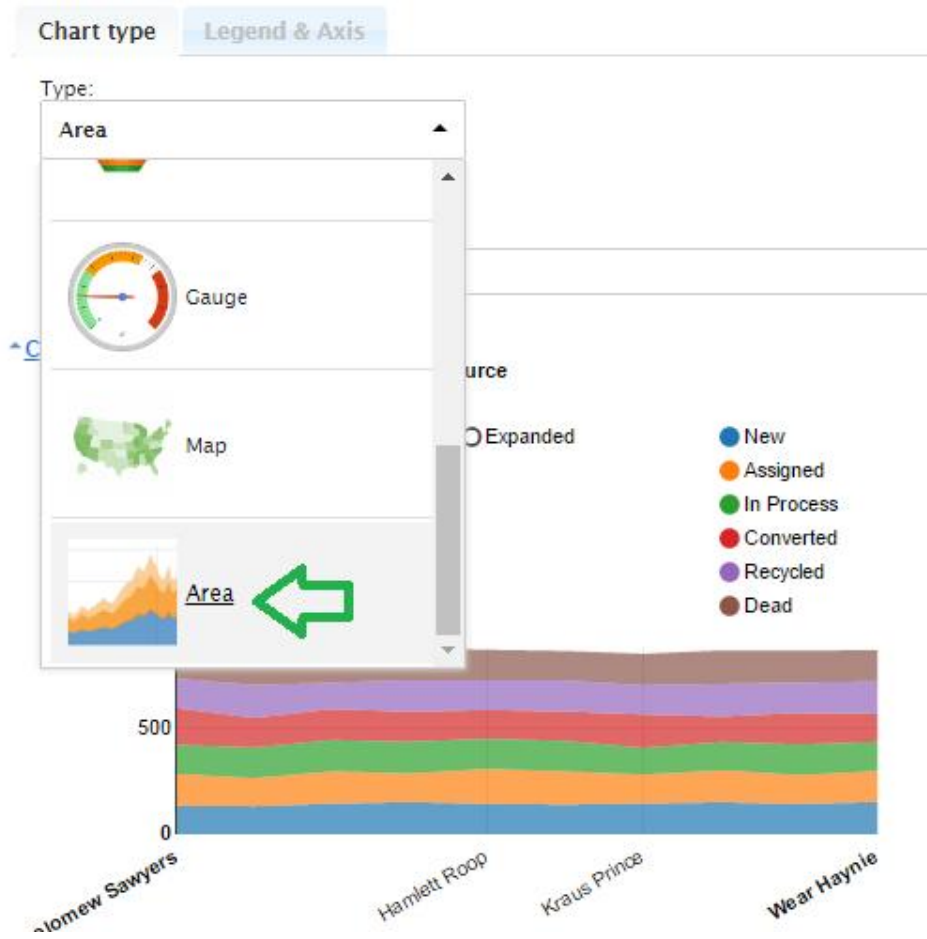 Chart type Legend & Axis
Type:
Area
Gauge
Map
Area
C
urce
Expanded
New
Assigned
In Process
Converted
Recycled
Dead
500
0
olomew Sawyers
Hamlett Roop
Kraus Prince
Wear Haynie